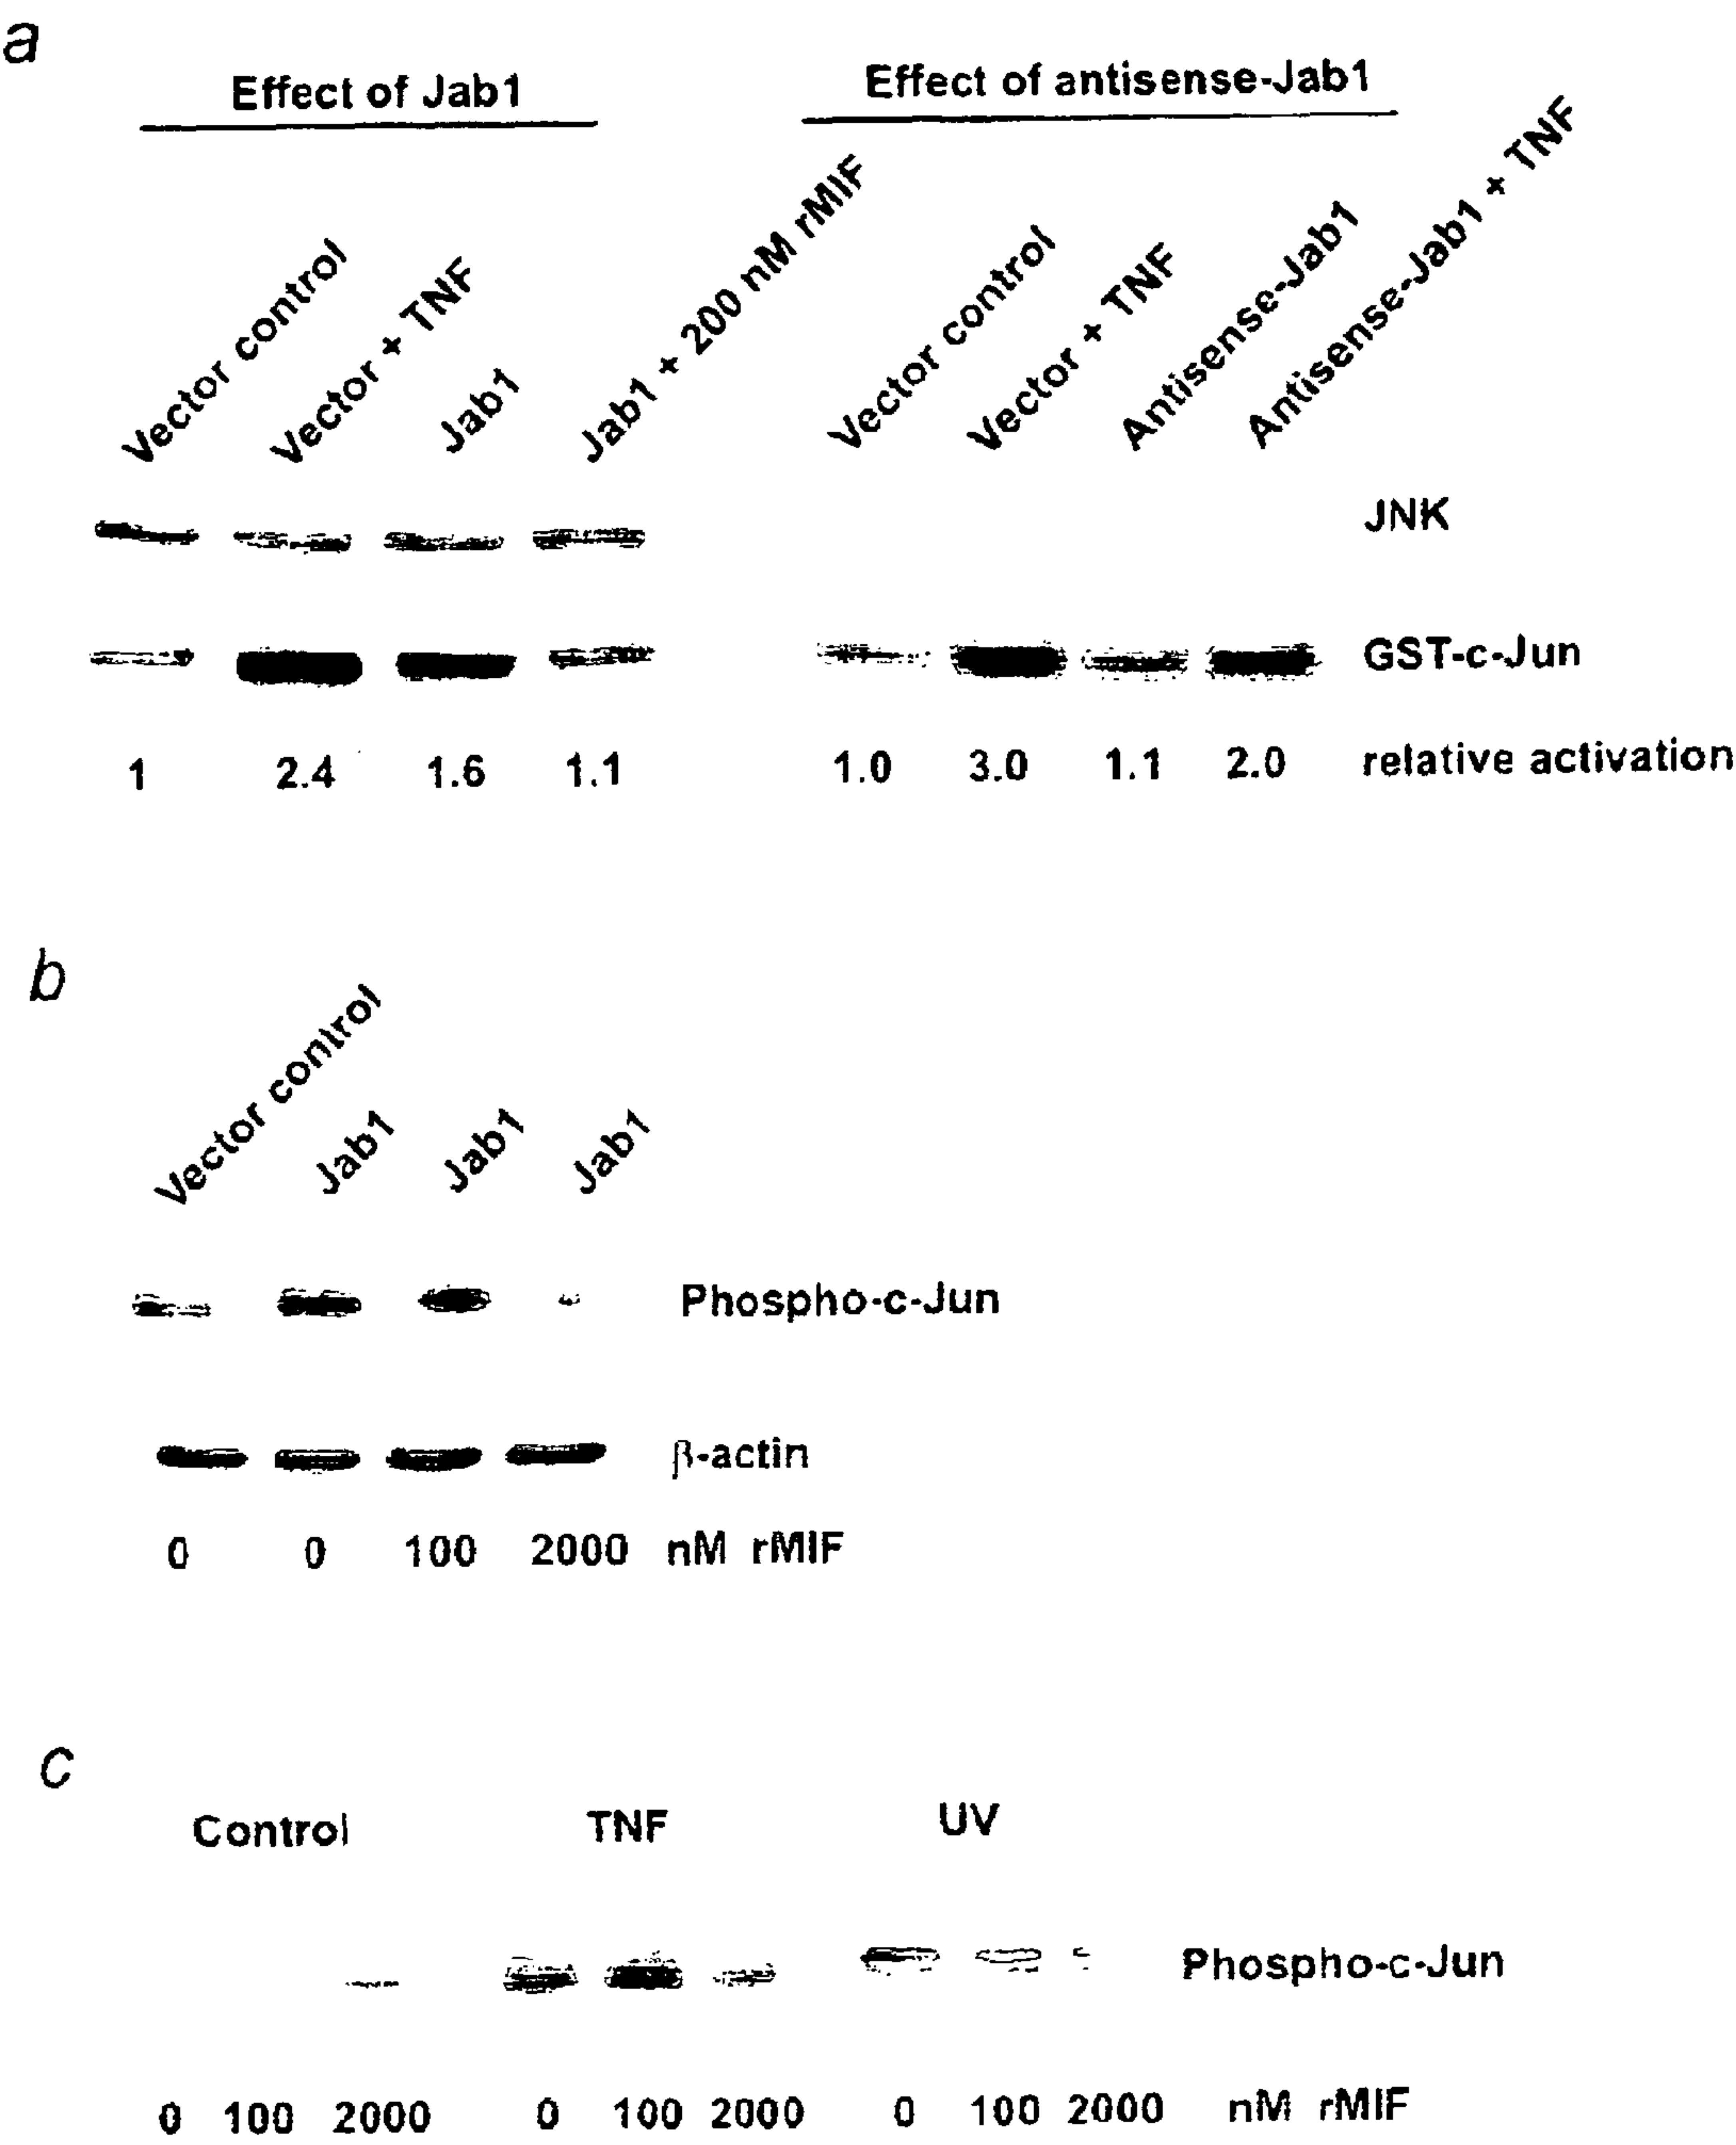 a
Effect of Jab1
Effect of antisense-Jab1
Vector control
Vector + TNF
Jab1
Jab1 + 200 nM rMIF
Vector control
Vector + TNF
Antisense-Jab1
Antisense-Jab1 + TNF
JNK
GST-c-Jun
1 2.4 1.6 1.1 1.0 3.0 1.1 2.0 relative activation
b
Vector control
Jab1
Jab1
Jab1
Phospho-c-Jun
β-actin
0 0 100 2000 nM rMIF
c
Control TNF UV
Phospho-c-Jun
0 100 2000 0 100 2000 0 100 2000 nM rMIF